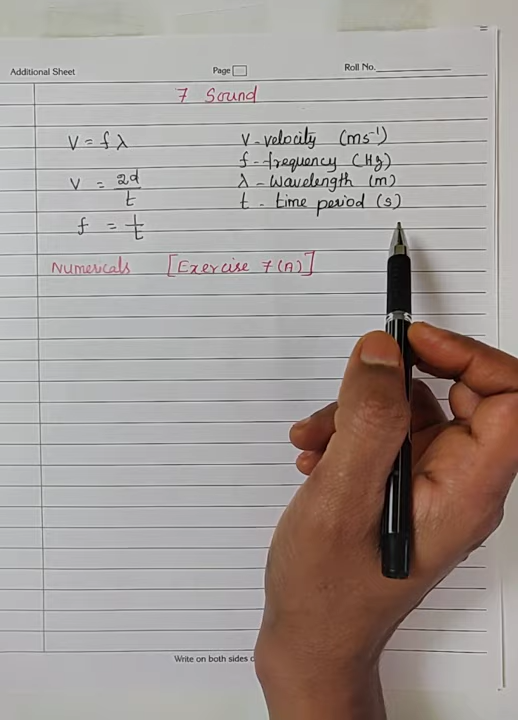 Additional Sheet Page Roll No.
7 Sound
V = fλ V - velocity (ms⁻¹)
f - frequency (Hz)
V = 2d/t λ - Wavelength (m)
t - time period (s)
f = 1/t
Numericals [Exercise 7(A)]
Write on both sides